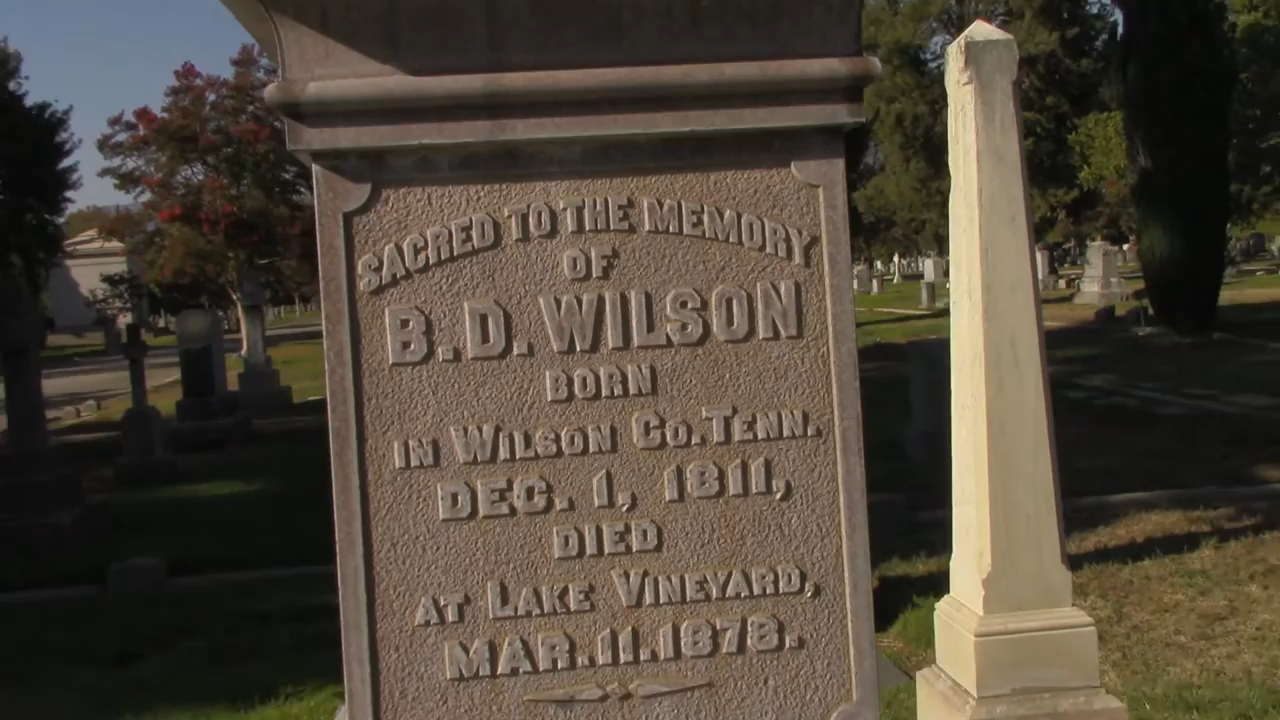 SACRED TO THE MEMORY
OF
B.D. WILSON
BORN
IN WILSON CO. TENN.
DEC. 1, 1811,
DIED
AT LAKE VINEYARD,
MAR. 11. 1878.